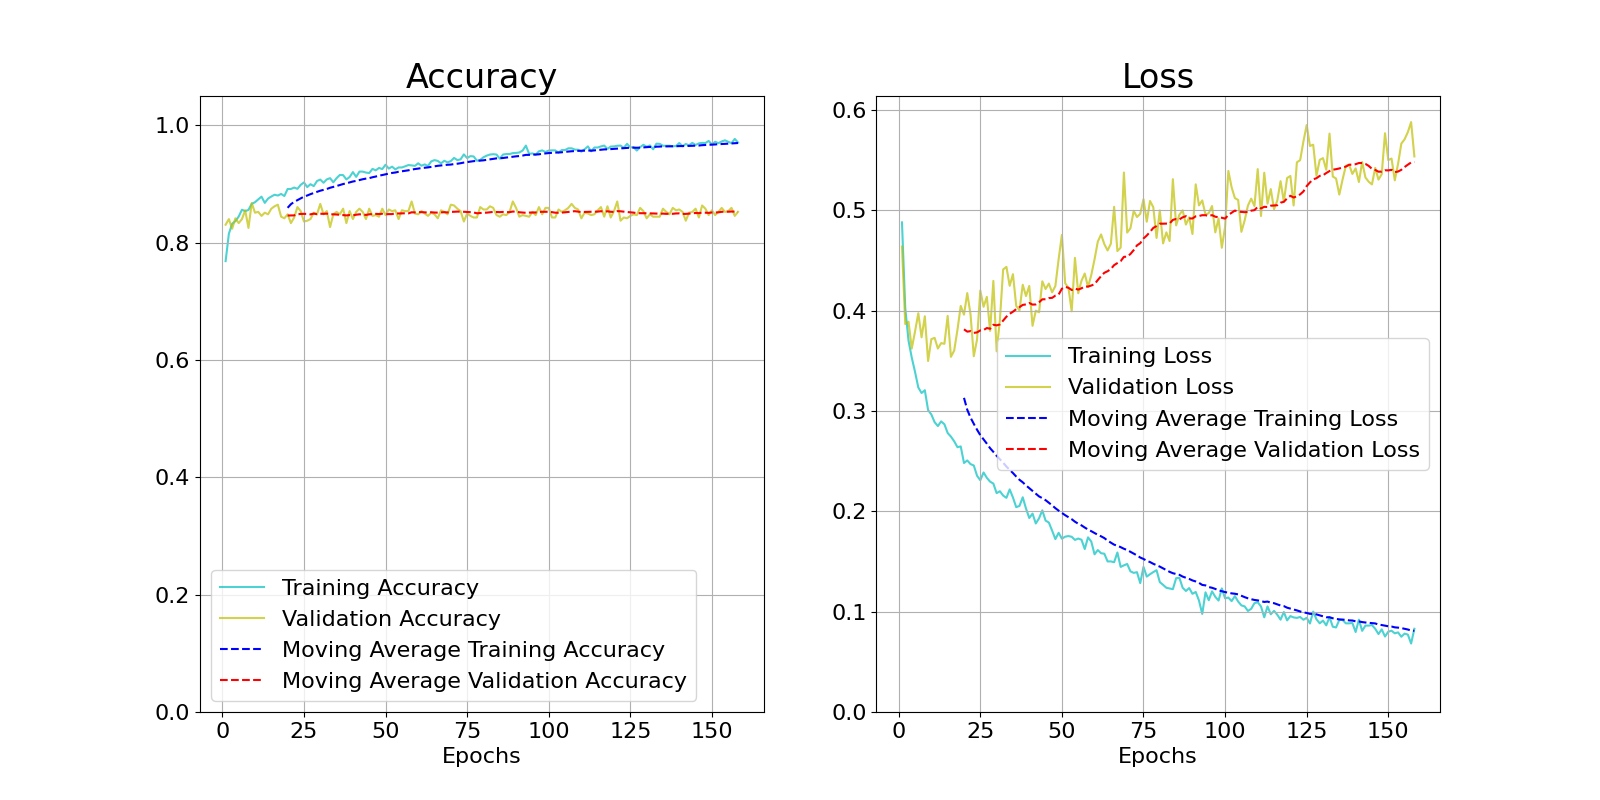 Accuracy
1.0
0.8
0.6
0.4
0.2
0.0
Training Accuracy
Validation Accuracy
Moving Average Training Accuracy
Moving Average Validation Accuracy
0 25 50 75 100 125 150
Epochs
Loss
0.6
0.5
0.4
0.3
0.2
0.1
0.0
Training Loss
Validation Loss
Moving Average Training Loss
Moving Average Validation Loss
0 25 50 75 100 125 150
Epochs